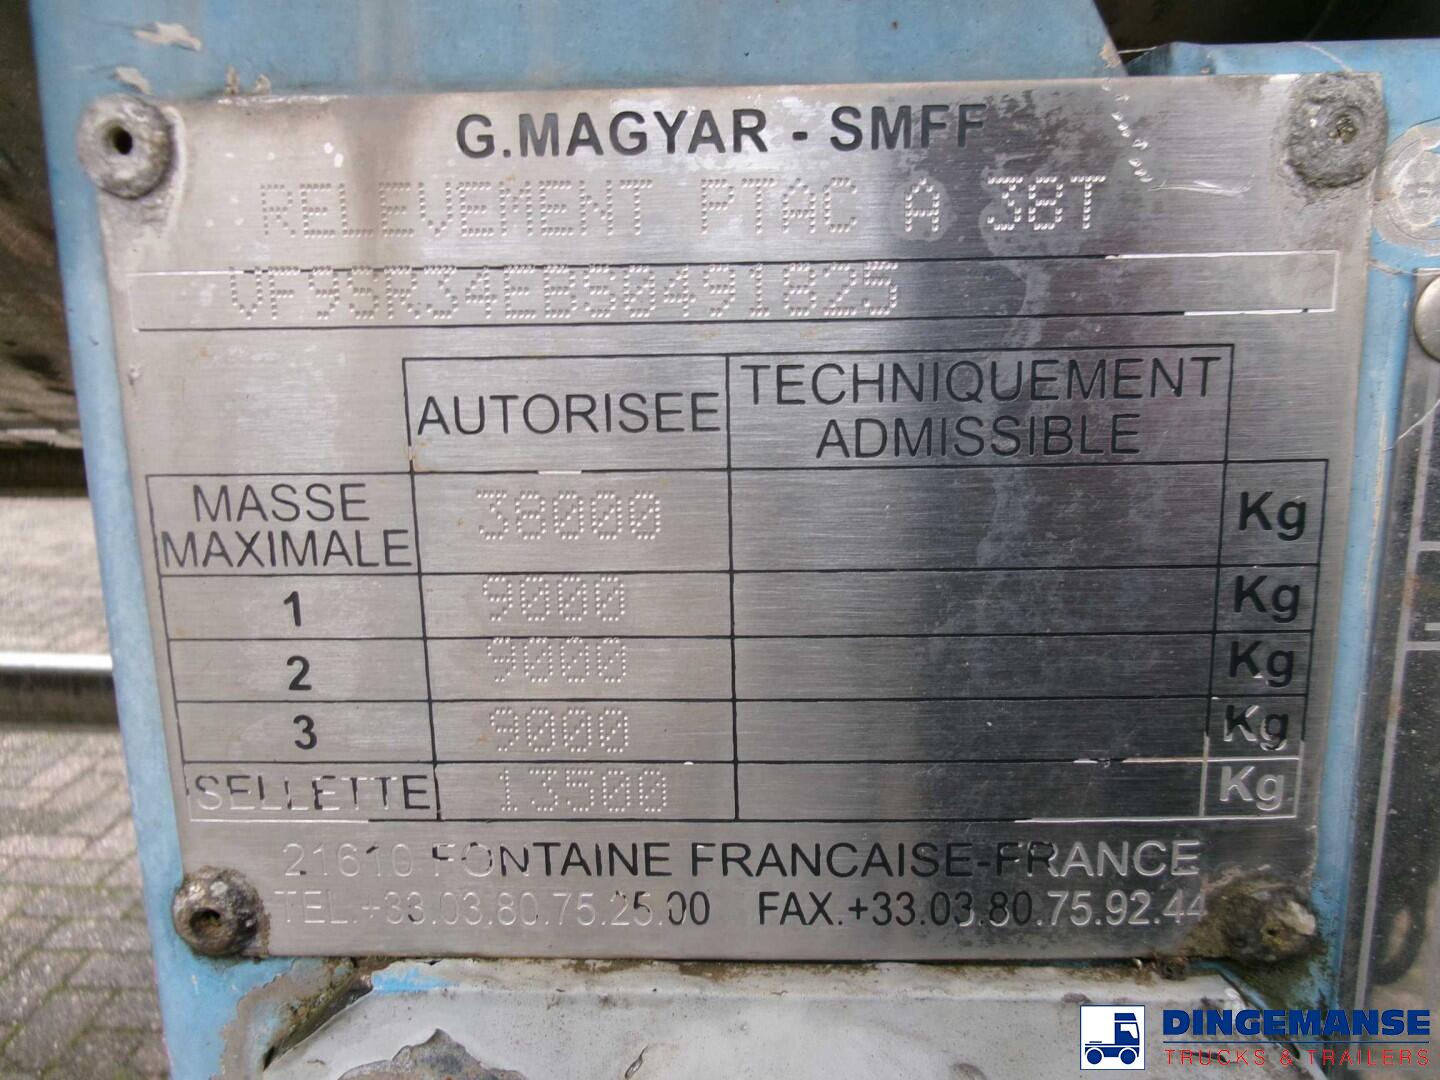 G.MAGYAR - SMFF
RELEVEMENT PTAC A 38T
VF9SR34EBS0491825
AUTORISEE
TECHNIQUEMENT
ADMISSIBLE
MASSE
MAXIMALE
38000
Kg
1
9000
Kg
2
9000
Kg
3
9000
Kg
SELLETTE
13500
Kg
21610 FONTAINE FRANCAISE-FRANCE
TEL.+33.03.80.75.25.00 FAX.+33.03.80.75.92.44
DINGEMANSE
TRUCKS & TRAILERS